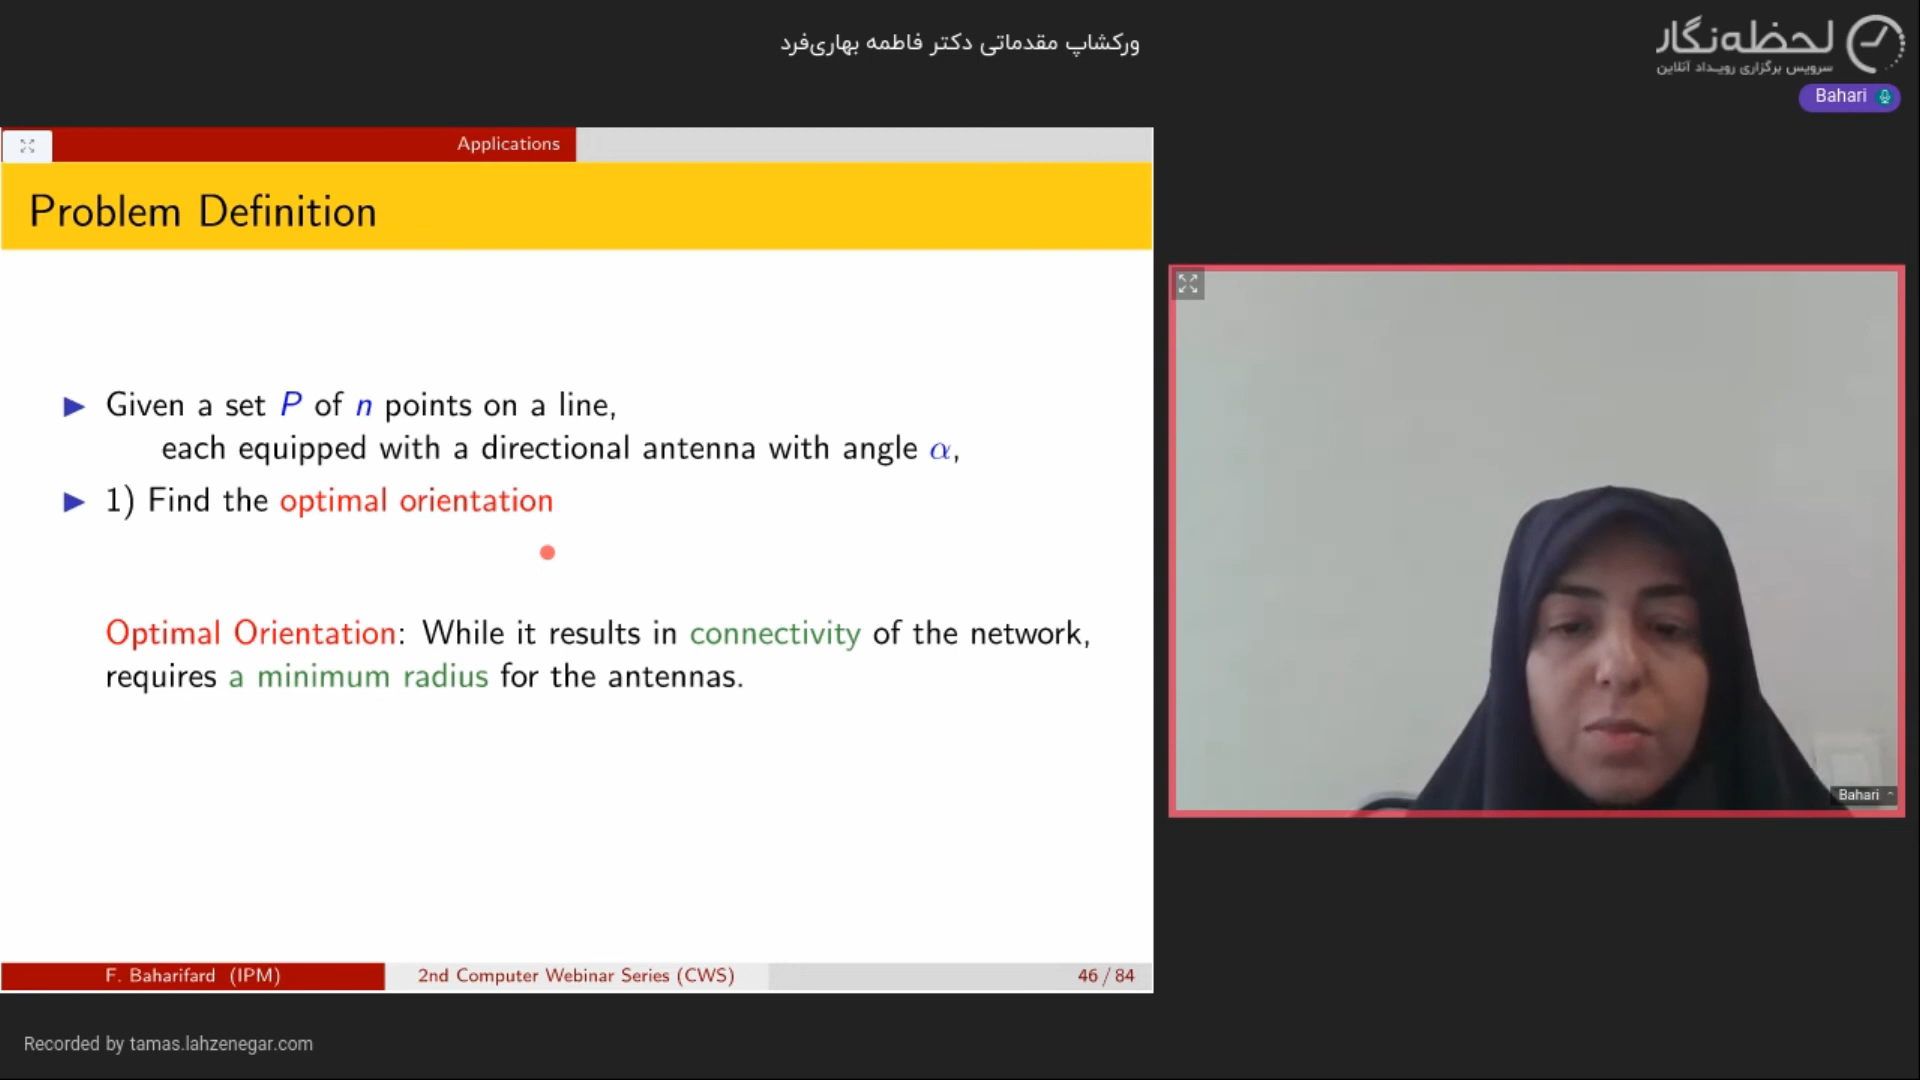 ورکشاپ مقدماتی دکتر فاطمه بهاری‌فرد
لحظه‌نگار
سرویس برگزاری رویداد آنلاین
Bahari
Applications
Problem Definition
Given a set P of n points on a line,
each equipped with a directional antenna with angle α,
1) Find the optimal orientation
Optimal Orientation: While it results in connectivity of the network,
requires a minimum radius for the antennas.
Bahari
F. Baharifard (IPM)
2nd Computer Webinar Series (CWS)
46 / 84
Recorded by tamas.lahzenegar.com